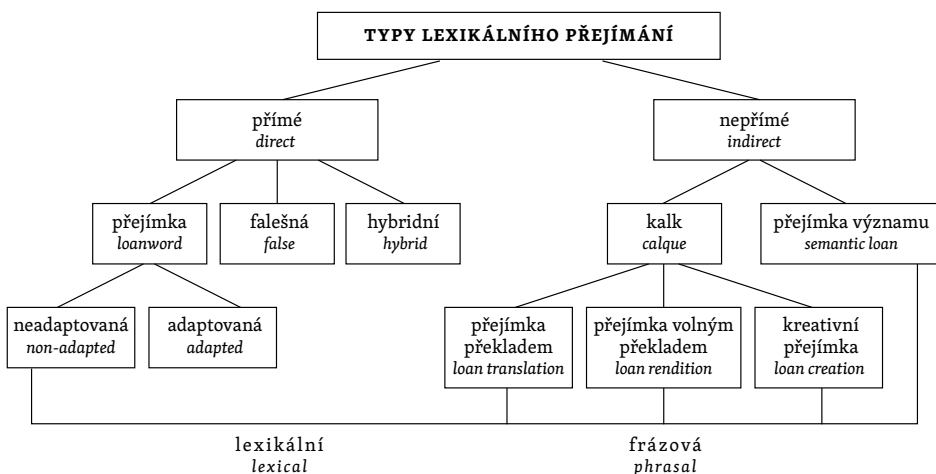 TYPY LEXIKÁLNÍHO PŘEJÍMÁNÍ
přímé
direct
nepřímé
indirect
přejímka
loanword
falešná
false
hybridní
hybrid
kalk
calque
přejímka významu
semantic loan
neadaptovaná
non-adapted
adaptovaná
adapted
přejímka
překladem
loan translation
přejímka volným
překladem
loan rendition
kreativní
přejímka
loan creation
lexikální
lexical
frázová
phrasal